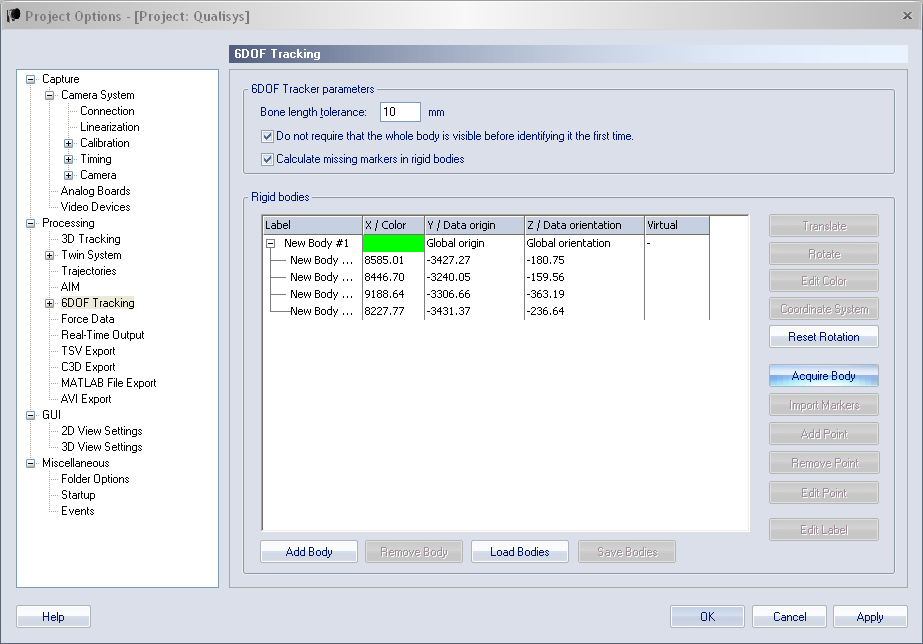 Project Options - [Project: Qualisys]
6DOF Tracking
Capture
Camera System
Connection
Linearization
Calibration
Timing
Camera
Analog Boards
Video Devices
Processing
3D Tracking
Twin System
Trajectories
AIM
6DOF Tracking
Force Data
Real-Time Output
TSV Export
C3D Export
MATLAB File Export
AVI Export
GUI
2D View Settings
3D View Settings
Miscellaneous
Folder Options
Startup
Events
6DOF Tracker parameters
Bone length tolerance: 10 mm
Do not require that the whole body is visible before identifying it the first time.
Calculate missing markers in rigid bodies
Rigid bodies
Label X / Color Y / Data origin Z / Data orientation Virtual
New Body #1 Global origin Global orientation -
New Body ... 8585.01 -3427.27 -180.75
New Body ... 8446.70 -3240.05 -159.56
New Body ... 9188.64 -3306.66 -363.19
New Body ... 8227.77 -3431.37 -236.64
Translate
Rotate
Edit Color
Coordinate System
Reset Rotation
Acquire Body
Import Markers
Add Point
Remove Point
Edit Point
Edit Label
Add Body Remove Body Load Bodies Save Bodies
Help OK Cancel Apply